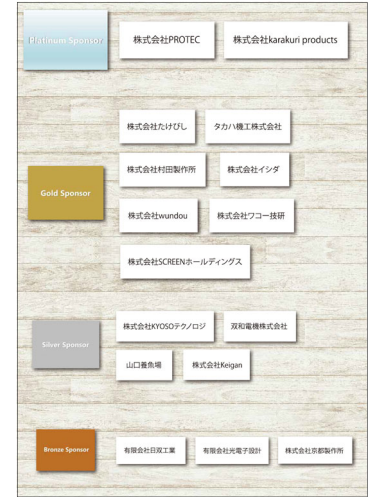 Platinum Sponsor
株式会社PROTEC
株式会社karakuri products
株式会社たけびし
タカハ機工株式会社
Gold Sponsor
株式会社村田製作所
株式会社イシダ
株式会社wundou
株式会社ワコー技研
株式会社SCREENホールディングス
Silver Sponsor
株式会社KYOSOテクノロジ
双和電機株式会社
山口養魚場
株式会社Keigan
Bronze Sponsor
有限会社日双工業
有限会社光電子設計
株式会社京都製作所